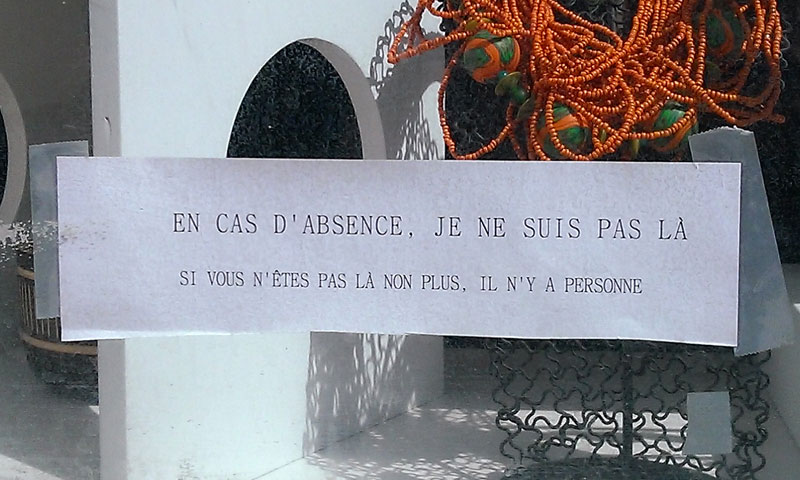 EN CAS D'ABSENCE, JE NE SUIS PAS LÀ
SI VOUS N'ÊTES PAS LÀ NON PLUS, IL N'Y A PERSONNE